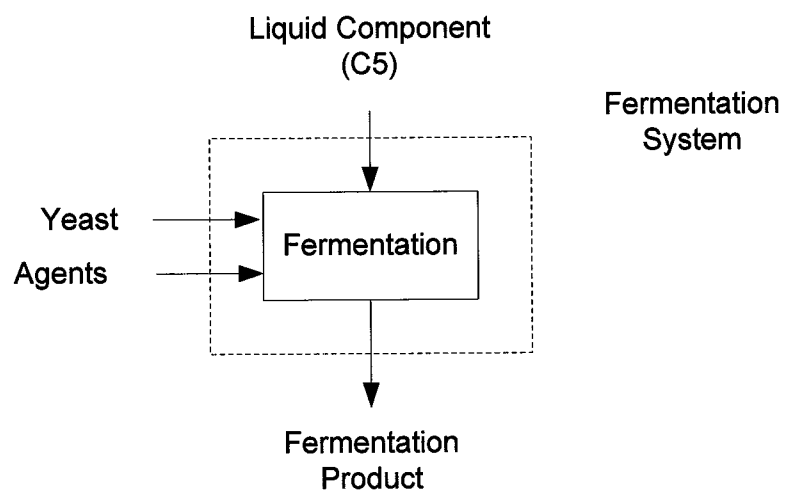 Liquid Component
(C5)
Fermentation
System
Yeast
Fermentation
Agents
Fermentation
Product